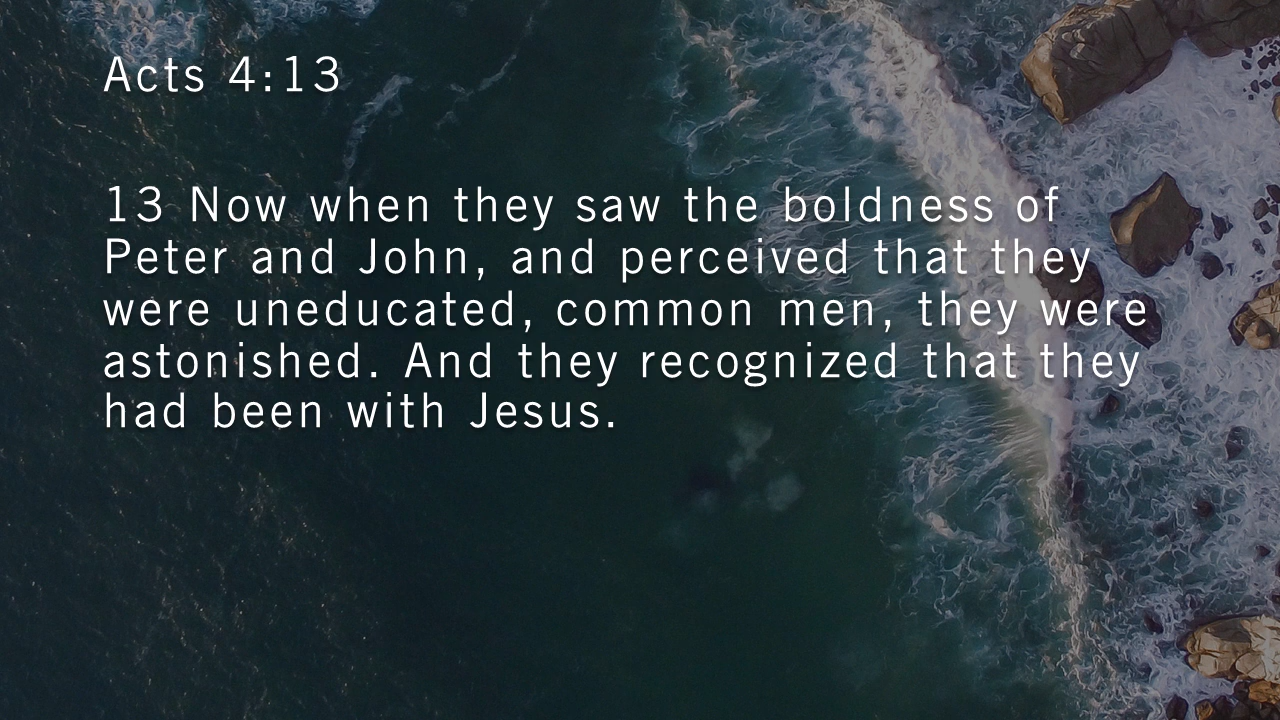 Acts 4:13
13 Now when they saw the boldness of
Peter and John, and perceived that they
were uneducated, common men, they were
astonished. And they recognized that they
had been with Jesus.